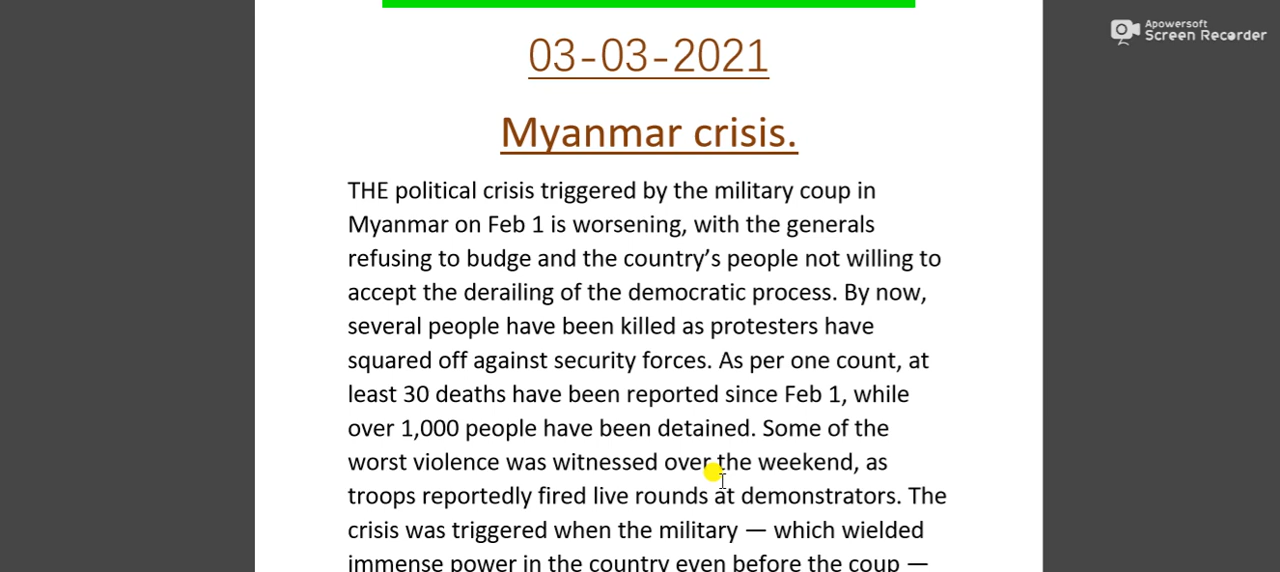 Apowersoft
Screen Recorder
03-03-2021
Myanmar crisis.
THE political crisis triggered by the military coup in
Myanmar on Feb 1 is worsening, with the generals
refusing to budge and the country’s people not willing to
accept the derailing of the democratic process. By now,
several people have been killed as protesters have
squared off against security forces. As per one count, at
least 30 deaths have been reported since Feb 1, while
over 1,000 people have been detained. Some of the
worst violence was witnessed over the weekend, as
troops reportedly fired live rounds at demonstrators. The
crisis was triggered when the military — which wielded
immense power in the country even before the coup —